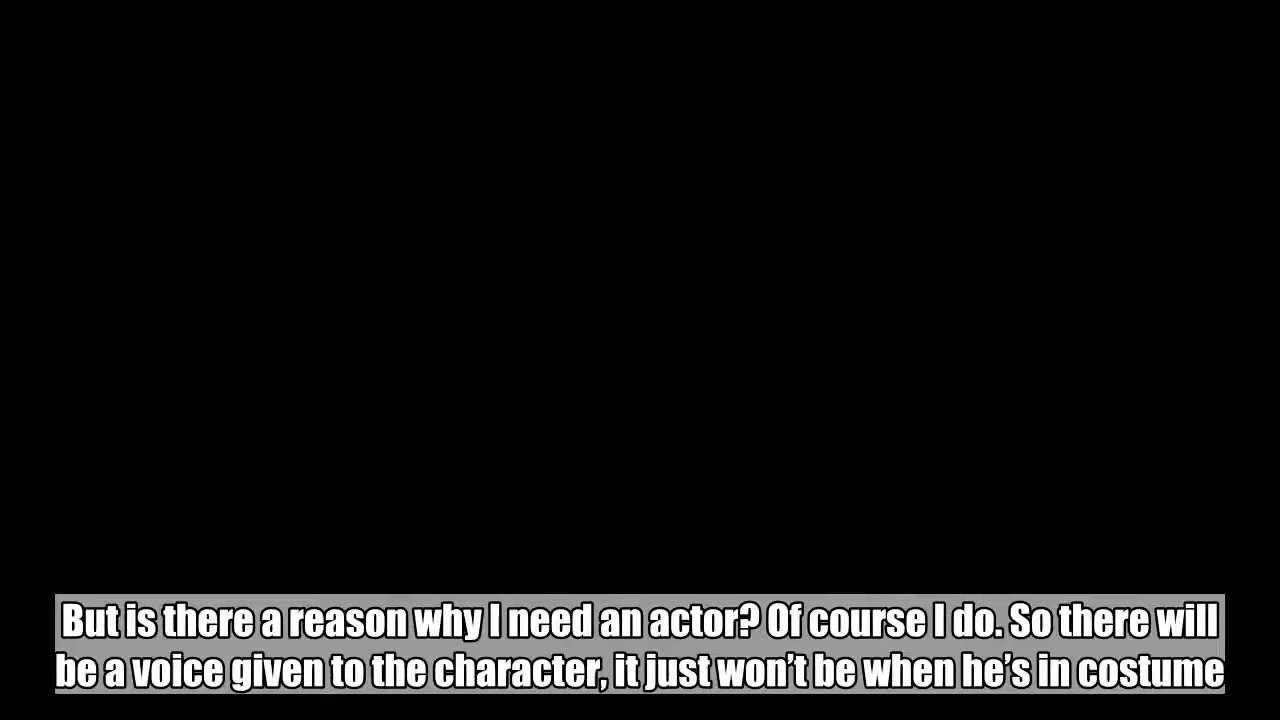 But is there a reason why I need an actor? Of course I do. So there will
be a voice given to the character, it just won’t be when he’s in costume